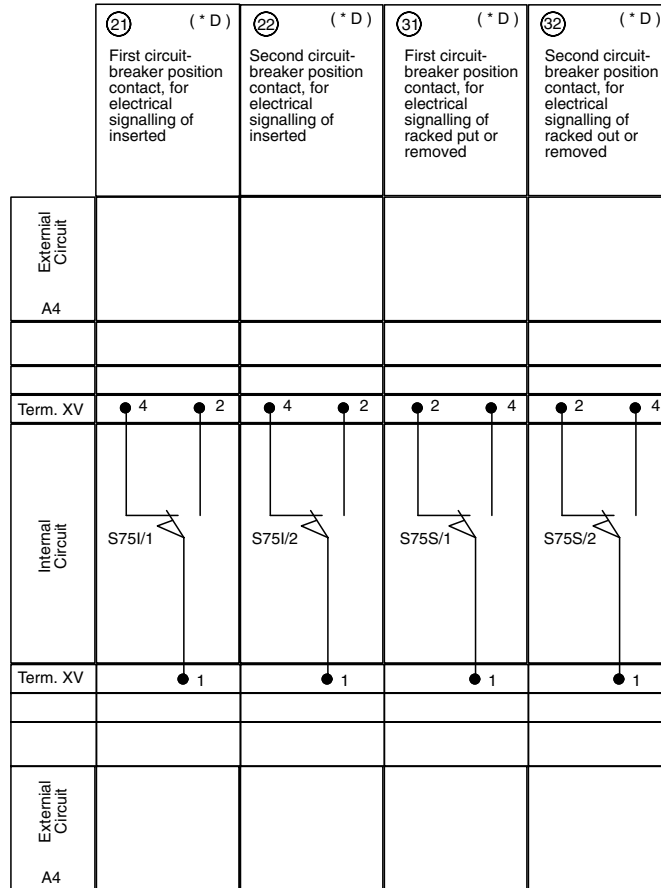 21 ( * D )
First circuit-
breaker position
contact, for
electrical
signalling of
inserted
22 ( * D )
Second circuit-
breaker position
contact, for
electrical
signalling of
inserted
31 ( * D )
First circuit-
breaker position
contact, for
electrical
signalling of
racked put or
removed
32 ( * D )
Second circuit-
breaker position
contact, for
electrical
signalling of
racked out or
removed
Externial
Circuit
A4
Term. XV 4 2 4 2 2 4 2 4
Internal
Circuit
S75I/1 S75I/2 S75S/1 S75S/2
Term. XV 1 1 1 1
Externial
Circuit
A4